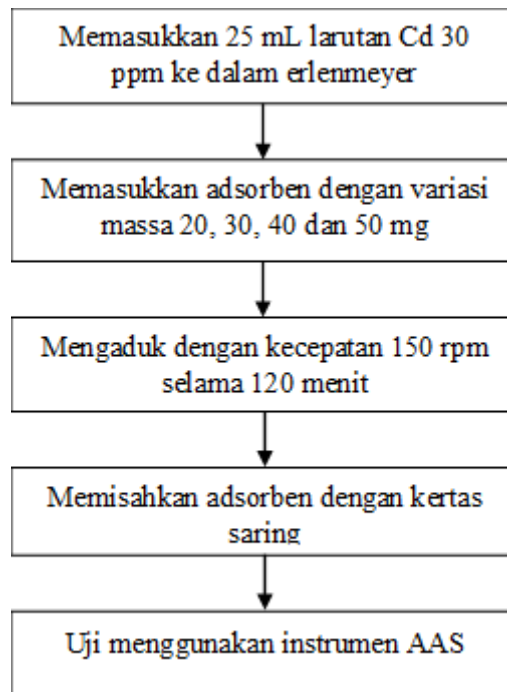 Memasukkan 25 mL larutan Cd 30
ppm ke dalam erlenmeyer
Memasukkan adsorben dengan variasi
massa 20, 30, 40 dan 50 mg
Mengaduk dengan kecepatan 150 rpm
selama 120 menit
Memisahkan adsorben dengan kertas
saring
Uji menggunakan instrumen AAS